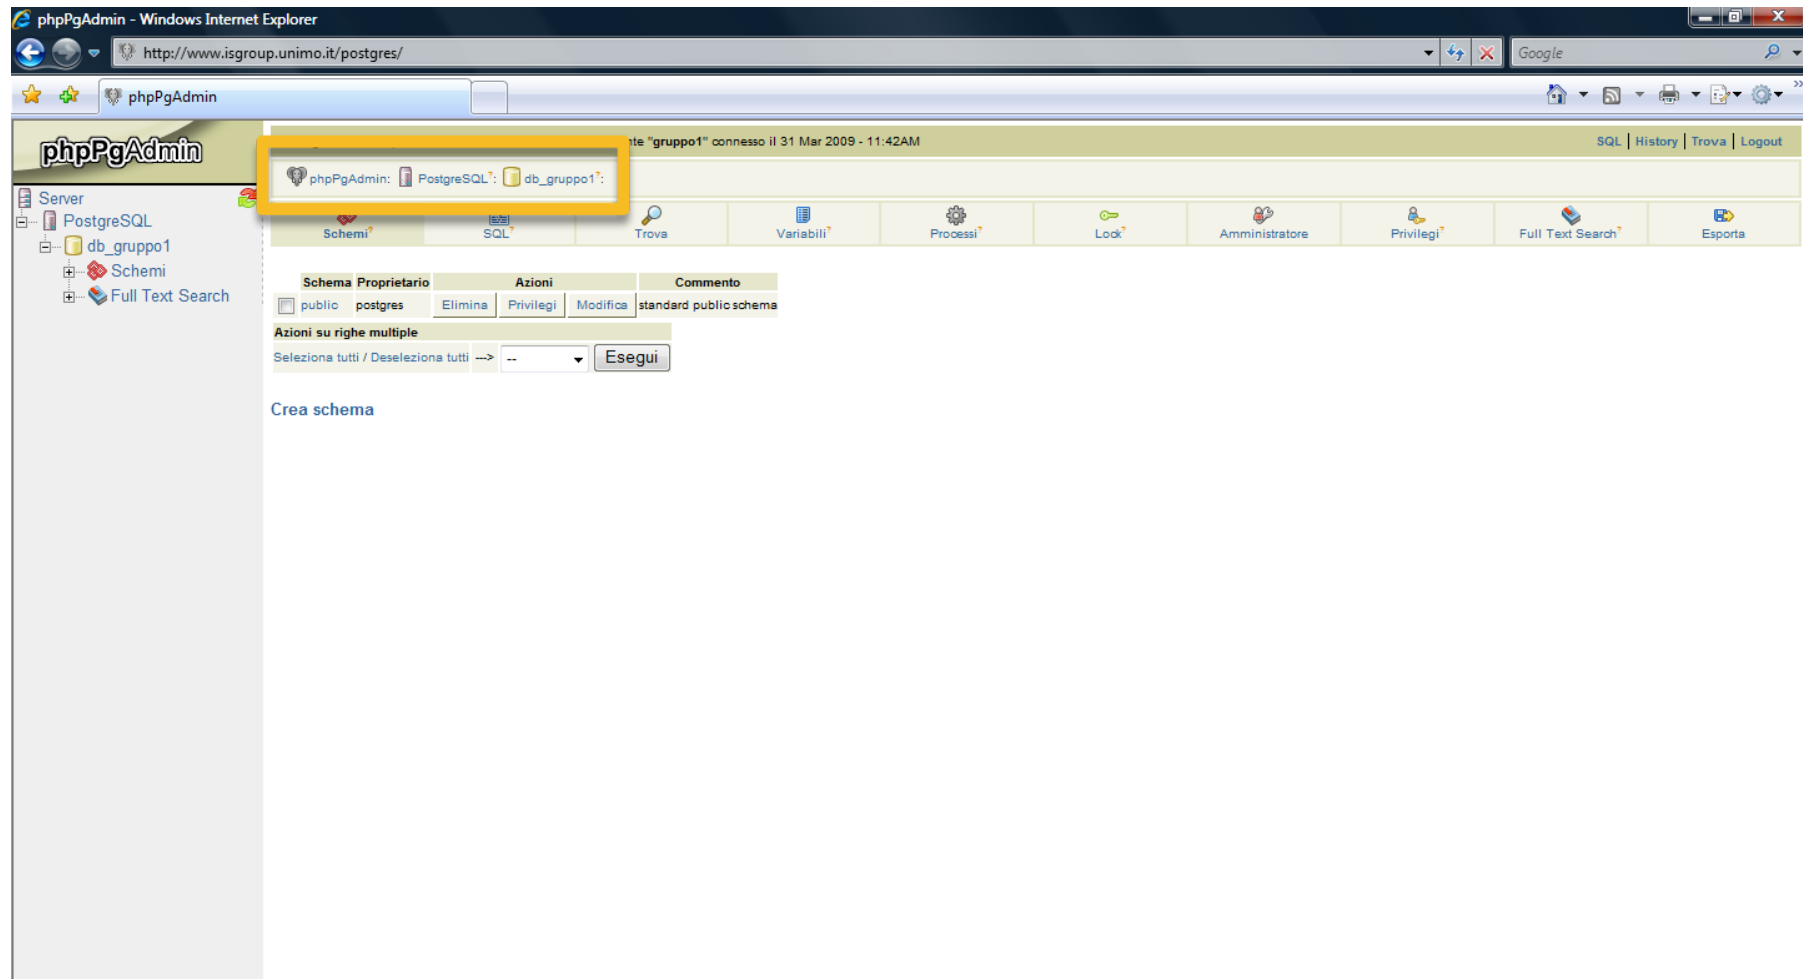 phpPgAdmin - Windows Internet Explorer
http://www.isgroup.unimo.it/postgres/
Google
phpPgAdmin
phpPgAdmin
"gruppo1" connesso il 31 Mar 2009 - 11:42AM
SQL | History | Trova | Logout
phpPgAdmin: PostgreSQL?: db_gruppo1?:
Server
PostgreSQL
db_gruppo1
Schemi
Full Text Search
Schemi? SQL? Trova Variabili? Processi? Lock? Amministratore Privilegi? Full Text Search? Esporta
Schema Proprietario Azioni Commento
public postgres Elimina Privilegi Modifica standard public schema
Azioni su righe multiple
Seleziona tutti / Deseleziona tutti ---> -- Esegui
Crea schema